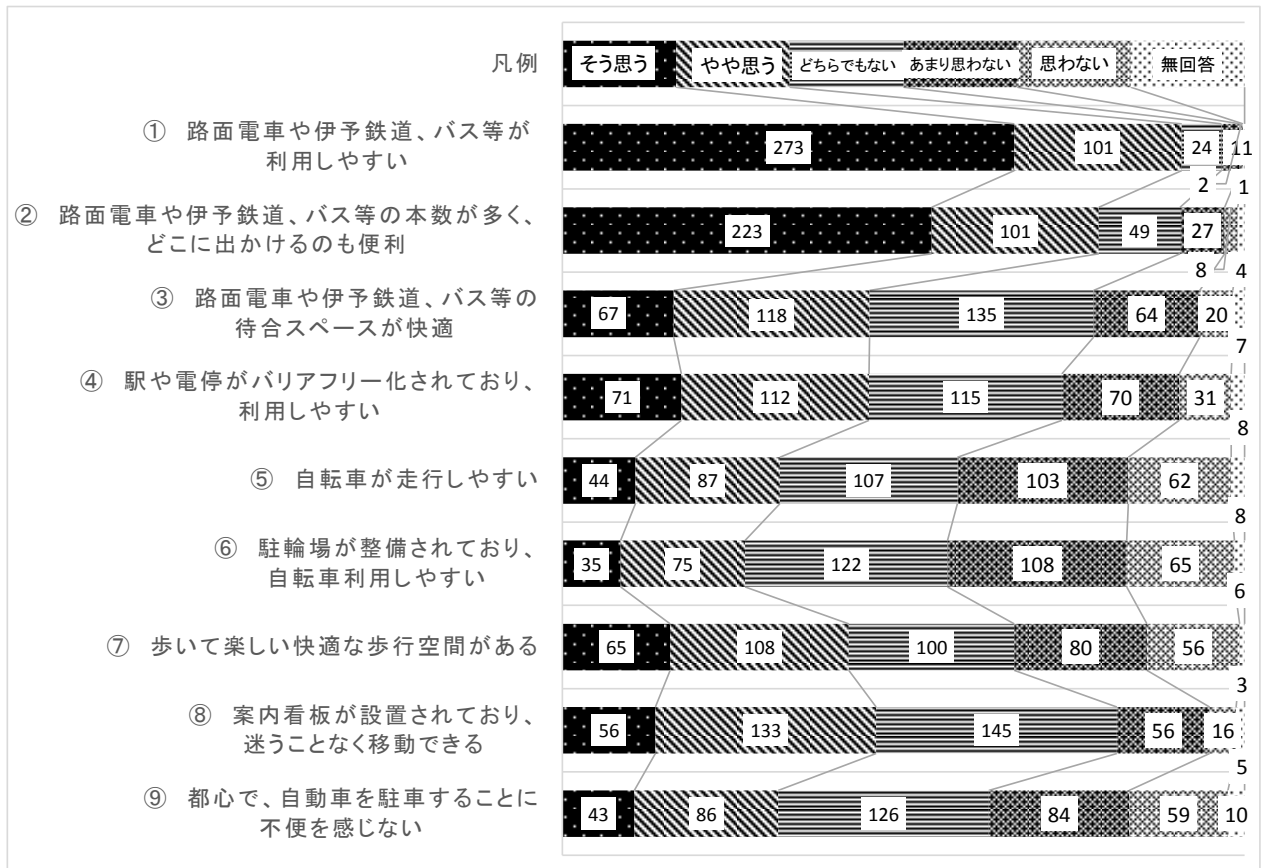 凡例
そう思う やや思う どちらでもない あまり思わない 思わない 無回答
① 路面電車や伊予鉄道、バス等が
利用しやすい
273 101 24 11
2 1
② 路面電車や伊予鉄道、バス等の本数が多く、
どこに出かけるのも便利
223 101 49 27
8 4
③ 路面電車や伊予鉄道、バス等の
待合スペースが快適
67 118 135 64 20
7
④ 駅や電停がバリアフリー化されており、
利用しやすい
71 112 115 70 31
8
⑤ 自転車が走行しやすい
44 87 107 103 62
8
⑥ 駐輪場が整備されており、
自転車利用しやすい
35 75 122 108 65
6
⑦ 歩いて楽しい快適な歩行空間がある
65 108 100 80 56
3
⑧ 案内看板が設置されており、
迷うことなく移動できる
56 133 145 56 16
5
⑨ 都心で、自動車を駐車することに
不便を感じない
43 86 126 84 59 10